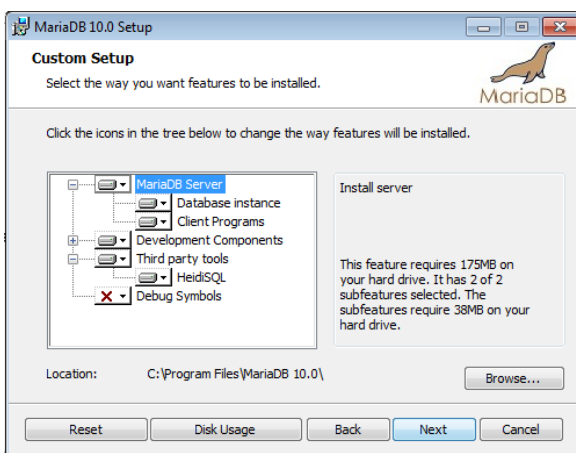 MariaDB 10.0 Setup
Custom Setup
Select the way you want features to be installed.
MariaDB
Click the icons in the tree below to change the way features will be installed.
MariaDB Server
Database instance
Client Programs
Development Components
Third party tools
HeidiSQL
Debug Symbols
Install server
This feature requires 175MB on
your hard drive. It has 2 of 2
subfeatures selected. The
subfeatures require 38MB on your
hard drive.
Location: C:\Program Files\MariaDB 10.0\
Browse...
Reset Disk Usage Back Next Cancel